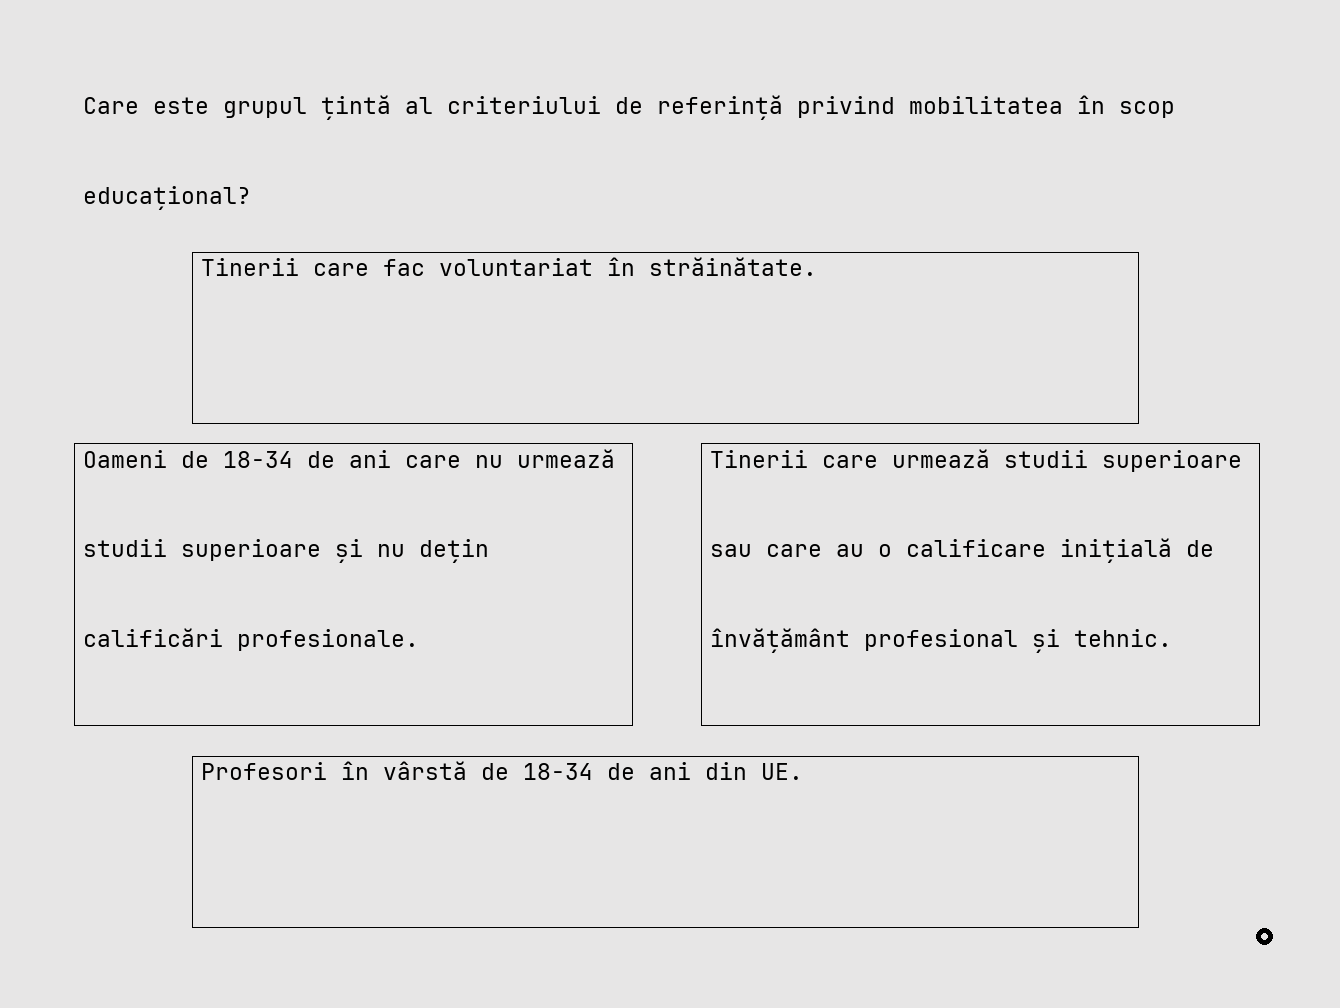 Care este grupul țintă al criteriului de referință privind mobilitatea în scop
educațional?
Tinerii care fac voluntariat în străinătate.
Oameni de 18-34 de ani care nu urmează
studii superioare și nu dețin
calificări profesionale.
Tinerii care urmează studii superioare
sau care au o calificare inițială de
învățământ profesional și tehnic.
Profesori în vârstă de 18-34 de ani din UE.